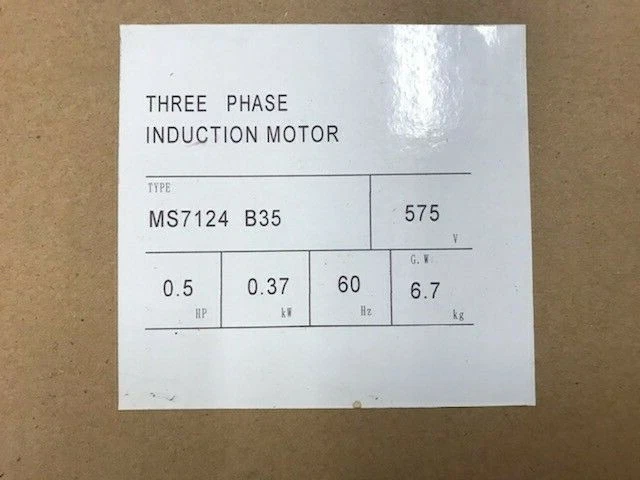 THREE PHASE
INDUCTION MOTOR
TYPE
MS7124 B35
575 V
0.5 HP
0.37 kW
60 Hz
G.W
6.7 kg